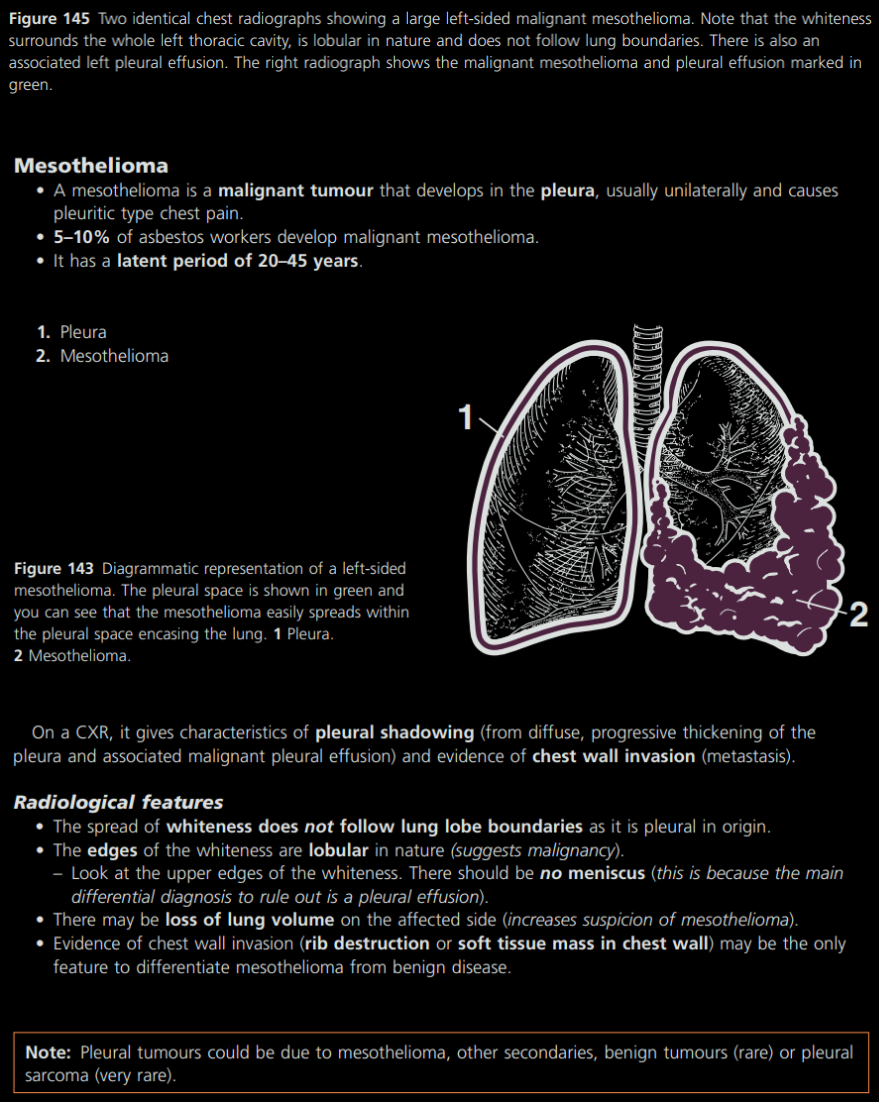 Figure 145 Two identical chest radiographs showing a large left-sided malignant mesothelioma. Note that the whiteness
surrounds the whole left thoracic cavity, is lobular in nature and does not follow lung boundaries. There is also an
associated left pleural effusion. The right radiograph shows the malignant mesothelioma and pleural effusion marked in
green.
Mesothelioma
• A mesothelioma is a malignant tumour that develops in the pleura, usually unilaterally and causes
pleuritic type chest pain.
• 5–10% of asbestos workers develop malignant mesothelioma.
• It has a latent period of 20–45 years.
1. Pleura
2. Mesothelioma
1
2
Figure 143 Diagrammatic representation of a left-sided
mesothelioma. The pleural space is shown in green and
you can see that the mesothelioma easily spreads within
the pleural space encasing the lung. 1 Pleura.
2 Mesothelioma.
On a CXR, it gives characteristics of pleural shadowing (from diffuse, progressive thickening of the
pleura and associated malignant pleural effusion) and evidence of chest wall invasion (metastasis).
Radiological features
• The spread of whiteness does not follow lung lobe boundaries as it is pleural in origin.
• The edges of the whiteness are lobular in nature (suggests malignancy).
– Look at the upper edges of the whiteness. There should be no meniscus (this is because the main
differential diagnosis to rule out is a pleural effusion).
• There may be loss of lung volume on the affected side (increases suspicion of mesothelioma).
• Evidence of chest wall invasion (rib destruction or soft tissue mass in chest wall) may be the only
feature to differentiate mesothelioma from benign disease.
Note: Pleural tumours could be due to mesothelioma, other secondaries, benign tumours (rare) or pleural
sarcoma (very rare).